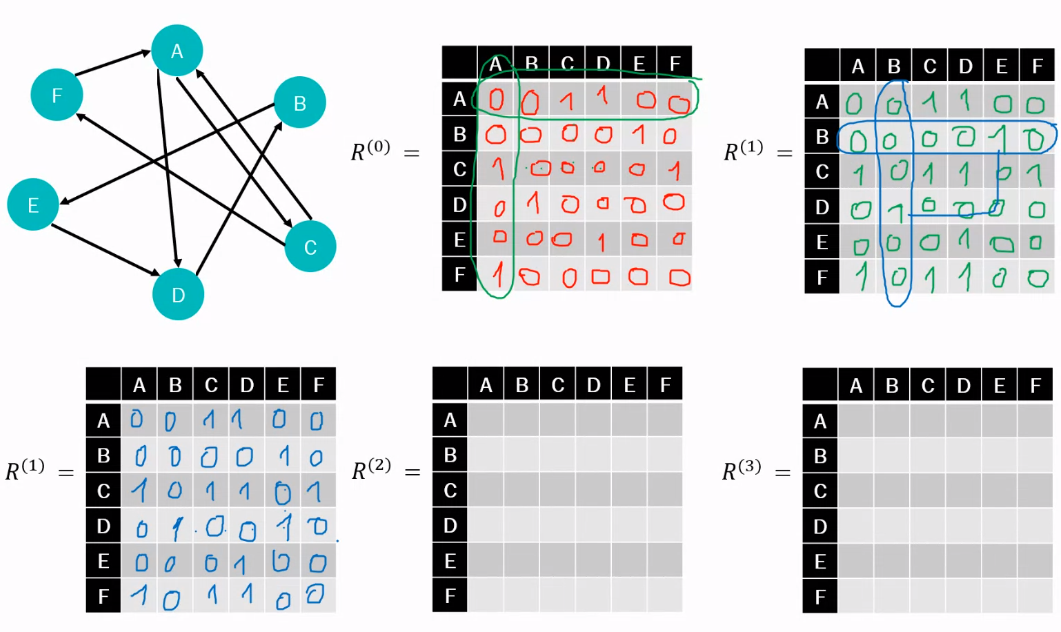 A
F
B
E
C
D
R^(0) =
A B C D E F
A 0 0 1 1 0 0
B 0 0 0 0 1 0
C 1 0 0 0 0 1
D 0 1 0 0 0 0
E 0 0 0 1 0 0
F 1 0 0 0 0 0
R^(1) =
A B C D E F
A 0 0 1 1 0 0
B 0 0 0 0 1 0
C 1 0 1 1 0 1
D 0 1 0 0 0 0
E 0 0 0 1 0 0
F 1 0 1 1 0 0
R^(1) =
A B C D E F
A 0 0 1 1 0 0
B 0 0 0 0 1 0
C 1 0 1 1 0 1
D 0 1 0 0 1 0
E 0 0 0 1 0 0
F 1 0 1 1 0 0
R^(2) =
A B C D E F
A
B
C
D
E
F
R^(3) =
A B C D E F
A
B
C
D
E
F